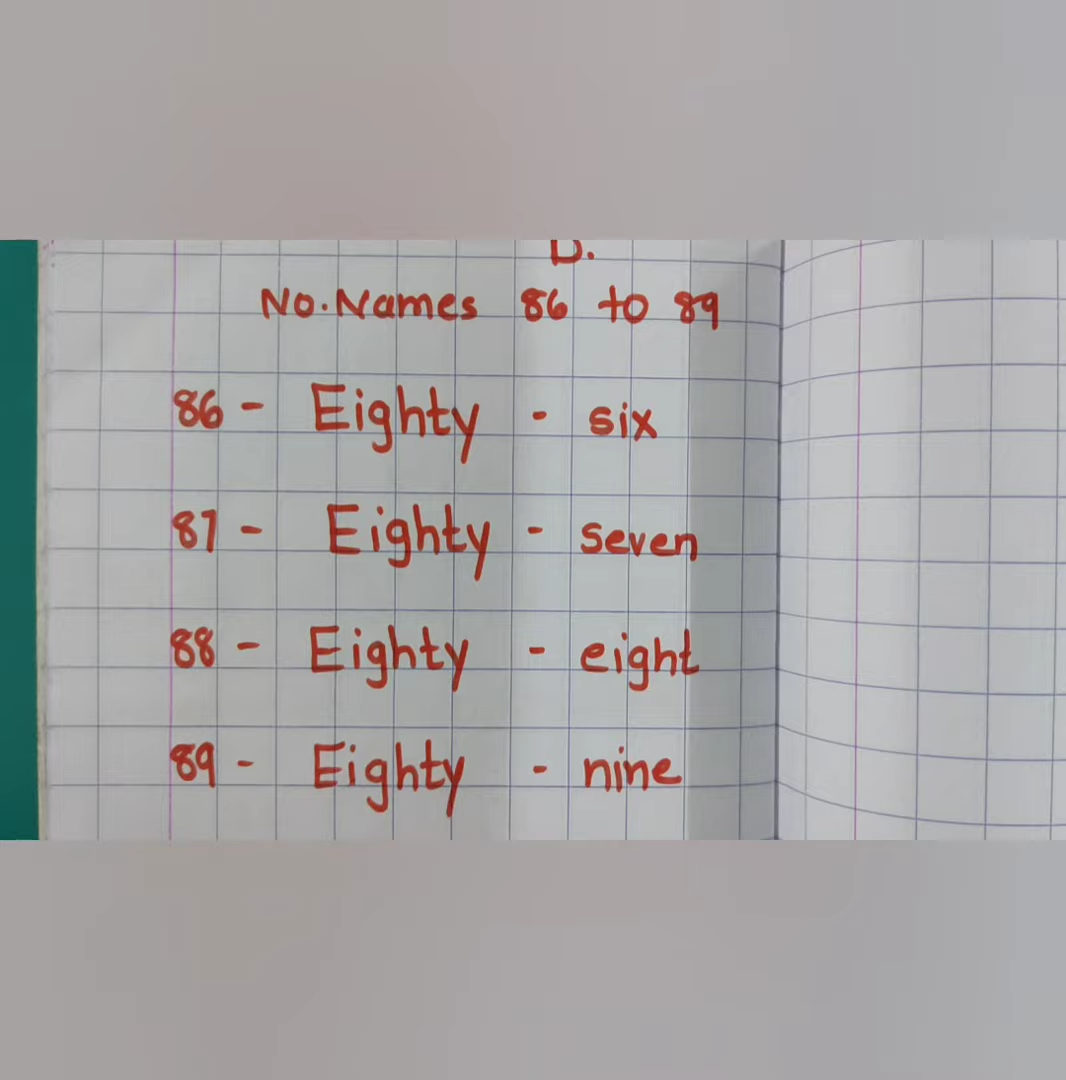 D.
No. Names 86 to 89
86 - Eighty - six
87 - Eighty - seven
88 - Eighty - eight
89 - Eighty - nine